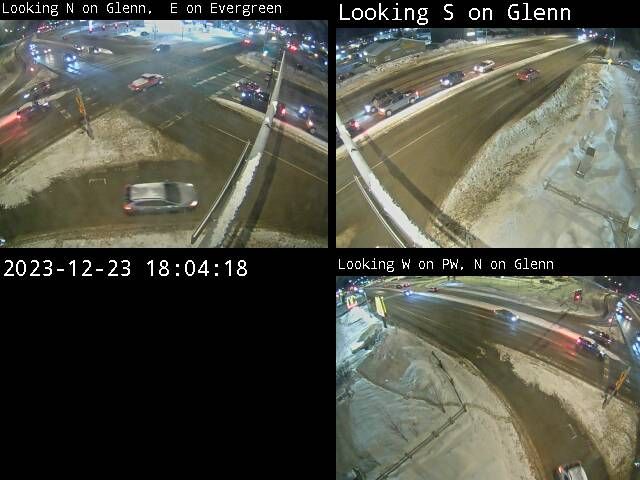 Looking N on Glenn,  E on Evergreen
Looking S on Glenn
2023-12-23 18:04:18
Looking W on PW, N on Glenn